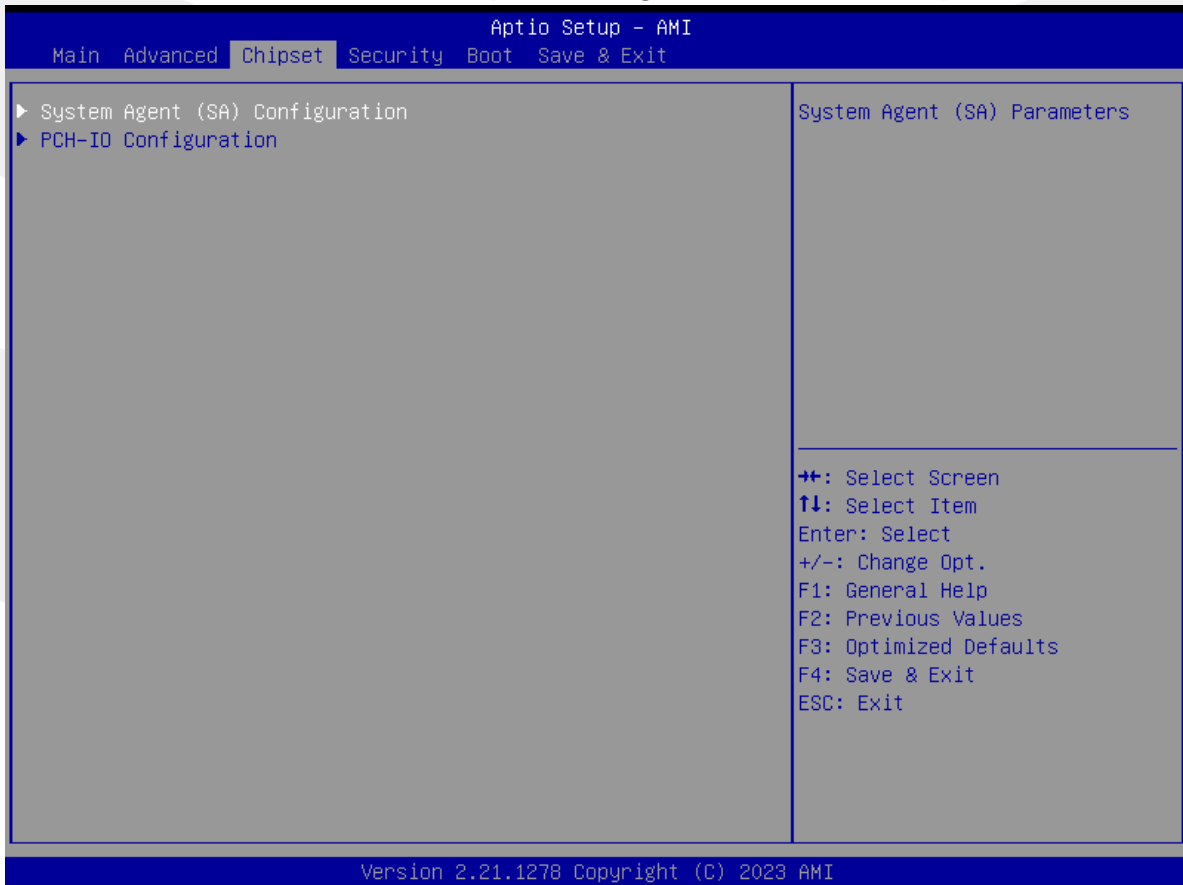 Aptio Setup – AMI
Main Advanced Chipset Security Boot Save & Exit
▶ System Agent (SA) Configuration
▶ PCH-IO Configuration
System Agent (SA) Parameters
→←: Select Screen
↑↓: Select Item
Enter: Select
+/-: Change Opt.
F1: General Help
F2: Previous Values
F3: Optimized Defaults
F4: Save & Exit
ESC: Exit
Version 2.21.1278 Copyright (C) 2023 AMI